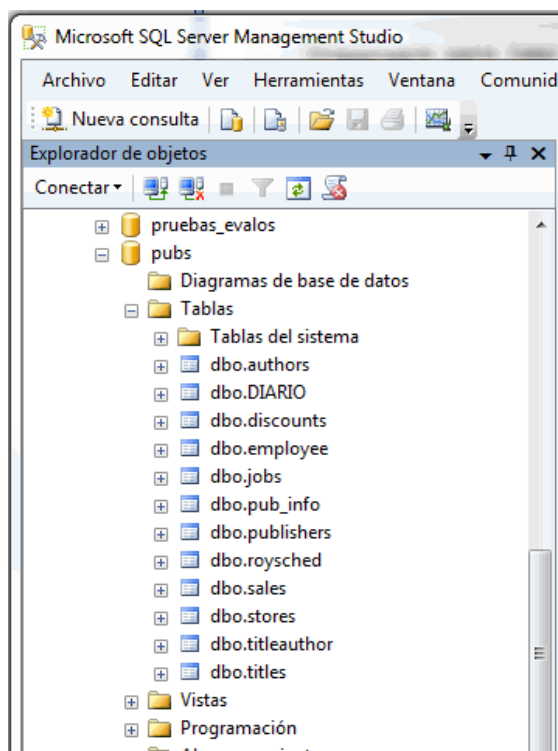 Microsoft SQL Server Management Studio
Archivo Editar Ver Herramientas Ventana Comunid
Nueva consulta
Explorador de objetos
Conectar
pruebas_evalos
pubs
Diagramas de base de datos
Tablas
Tablas del sistema
dbo.authors
dbo.DIARIO
dbo.discounts
dbo.employee
dbo.jobs
dbo.pub_info
dbo.publishers
dbo.roysched
dbo.sales
dbo.stores
dbo.titleauthor
dbo.titles
Vistas
Programación